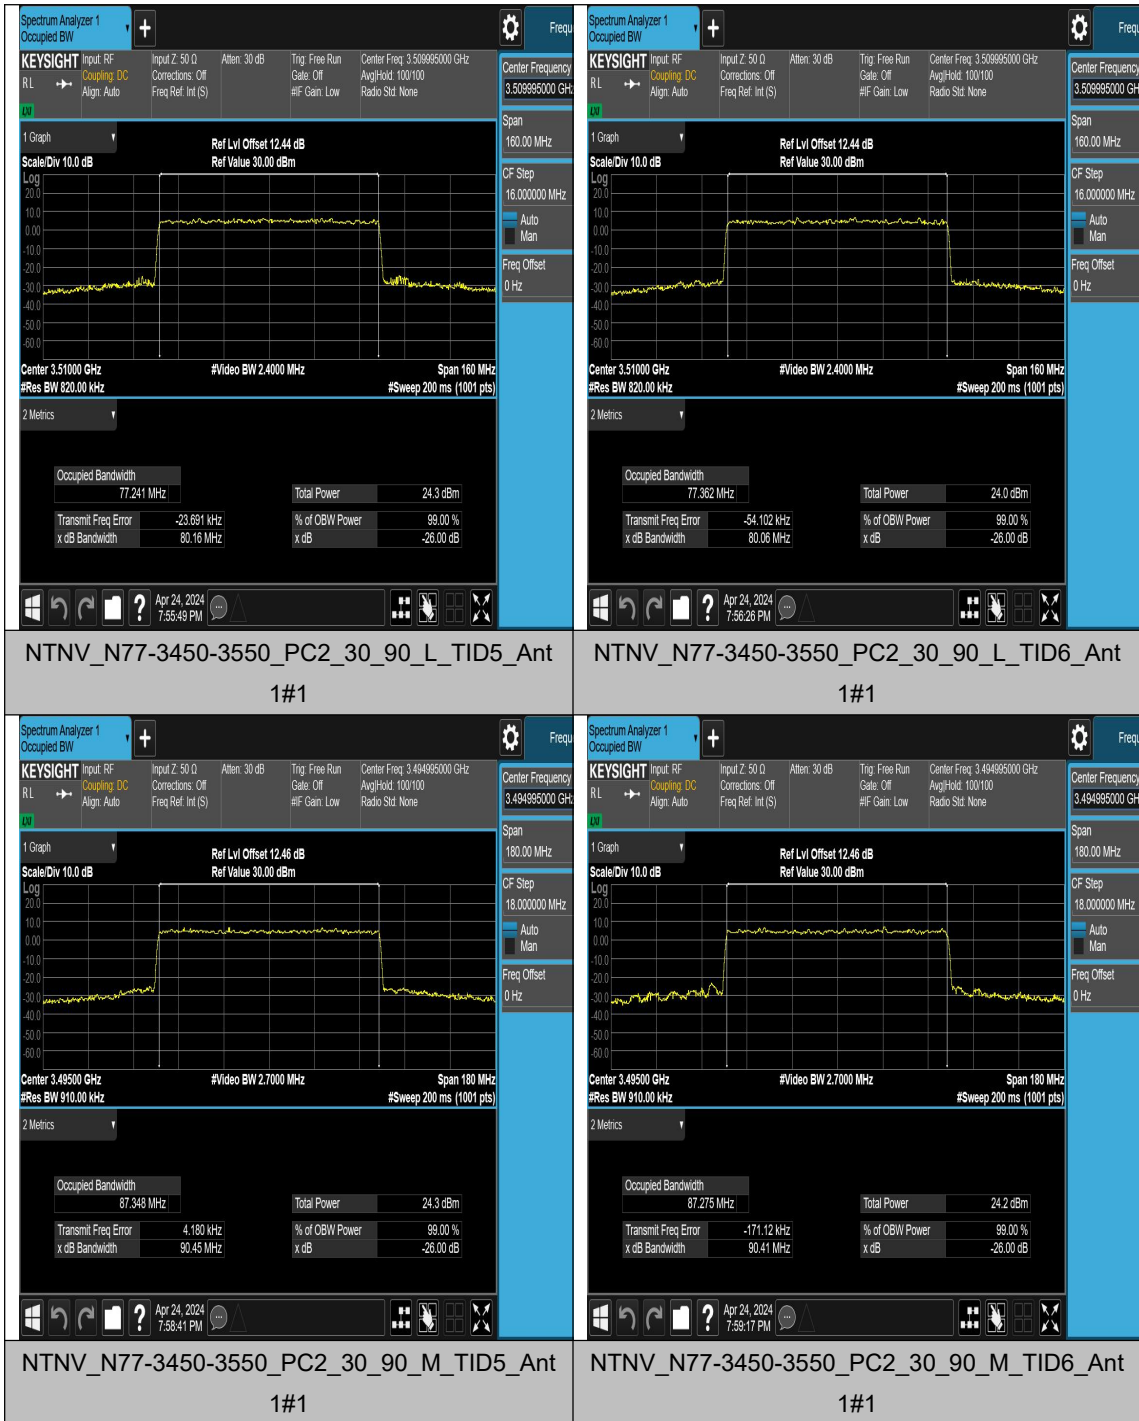 Spectrum Analyzer 1
Occupied BW
+
Frequ
KEYSIGHT
RL
LXI
Input: RF
Coupling: DC
Align: Auto
Input Z: 50 Ω
Corrections: Off
Freq Ref: Int (S)
Atten: 30 dB
Trig: Free Run
Gate: Off
#IF Gain: Low
Center Freq: 3.509995000 GHz
Avg|Hold: 100/100
Radio Std: None
Center Frequency
3.509995000 GHz
Span
160.00 MHz
CF Step
16.000000 MHz
Auto
Man
Freq Offset
0 Hz
1 Graph
Scale/Div 10.0 dB
Ref Lvl Offset 12.44 dB
Ref Value 30.00 dBm
Log
20.0
10.0
0.00
-10.0
-20.0
-30.0
-40.0
-50.0
-60.0
Center 3.51000 GHz
#Res BW 820.00 kHz
#Video BW 2.4000 MHz
Span 160 MHz
#Sweep 200 ms (1001 pts)
2 Metrics
Occupied Bandwidth
77.241 MHz
Transmit Freq Error -23.691 kHz
x dB Bandwidth 80.16 MHz
Total Power 24.3 dBm
% of OBW Power 99.00 %
x dB -26.00 dB
?
Apr 24, 2024
7:55:49 PM
Spectrum Analyzer 1
Occupied BW
+
Frequ
KEYSIGHT
RL
LXI
Input: RF
Coupling: DC
Align: Auto
Input Z: 50 Ω
Corrections: Off
Freq Ref: Int (S)
Atten: 30 dB
Trig: Free Run
Gate: Off
#IF Gain: Low
Center Freq: 3.509995000 GHz
Avg|Hold: 100/100
Radio Std: None
Center Frequency
3.509995000 GH
Span
160.00 MHz
CF Step
16.000000 MHz
Auto
Man
Freq Offset
0 Hz
1 Graph
Scale/Div 10.0 dB
Ref Lvl Offset 12.44 dB
Ref Value 30.00 dBm
Log
20.0
10.0
0.00
-10.0
-20.0
-30.0
-40.0
-50.0
-60.0
Center 3.51000 GHz
#Res BW 820.00 kHz
#Video BW 2.4000 MHz
Span 160 MHz
#Sweep 200 ms (1001 pts)
2 Metrics
Occupied Bandwidth
77.362 MHz
Transmit Freq Error -54.102 kHz
x dB Bandwidth 80.06 MHz
Total Power 24.0 dBm
% of OBW Power 99.00 %
x dB -26.00 dB
?
Apr 24, 2024
7:56:26 PM
NTNV_N77-3450-3550_PC2_30_90_L_TID5_Ant
1#1
NTNV_N77-3450-3550_PC2_30_90_L_TID6_Ant
1#1
Spectrum Analyzer 1
Occupied BW
+
Frequ
KEYSIGHT
RL
LXI
Input: RF
Coupling: DC
Align: Auto
Input Z: 50 Ω
Corrections: Off
Freq Ref: Int (S)
Atten: 30 dB
Trig: Free Run
Gate: Off
#IF Gain: Low
Center Freq: 3.494995000 GHz
Avg|Hold: 100/100
Radio Std: None
Center Frequency
3.494995000 GHz
Span
180.00 MHz
CF Step
18.000000 MHz
Auto
Man
Freq Offset
0 Hz
1 Graph
Scale/Div 10.0 dB
Ref Lvl Offset 12.46 dB
Ref Value 30.00 dBm
Log
20.0
10.0
0.00
-10.0
-20.0
-30.0
-40.0
-50.0
-60.0
Center 3.49500 GHz
#Res BW 910.00 kHz
#Video BW 2.7000 MHz
Span 180 MHz
#Sweep 200 ms (1001 pts)
2 Metrics
Occupied Bandwidth
87.348 MHz
Transmit Freq Error 4.180 kHz
x dB Bandwidth 90.45 MHz
Total Power 24.3 dBm
% of OBW Power 99.00 %
x dB -26.00 dB
?
Apr 24, 2024
7:58:41 PM
Spectrum Analyzer 1
Occupied BW
+
Frequ
KEYSIGHT
RL
LXI
Input: RF
Coupling: DC
Align: Auto
Input Z: 50 Ω
Corrections: Off
Freq Ref: Int (S)
Atten: 30 dB
Trig: Free Run
Gate: Off
#IF Gain: Low
Center Freq: 3.494995000 GHz
Avg|Hold: 100/100
Radio Std: None
Center Frequency
3.494995000 GH
Span
180.00 MHz
CF Step
18.000000 MHz
Auto
Man
Freq Offset
0 Hz
1 Graph
Scale/Div 10.0 dB
Ref Lvl Offset 12.46 dB
Ref Value 30.00 dBm
Log
20.0
10.0
0.00
-10.0
-20.0
-30.0
-40.0
-50.0
-60.0
Center 3.49500 GHz
#Res BW 910.00 kHz
#Video BW 2.7000 MHz
Span 180 MHz
#Sweep 200 ms (1001 pts)
2 Metrics
Occupied Bandwidth
87.275 MHz
Transmit Freq Error -171.12 kHz
x dB Bandwidth 90.41 MHz
Total Power 24.2 dBm
% of OBW Power 99.00 %
x dB -26.00 dB
?
Apr 24, 2024
7:59:17 PM
NTNV_N77-3450-3550_PC2_30_90_M_TID5_Ant
1#1
NTNV_N77-3450-3550_PC2_30_90_M_TID6_Ant
1#1